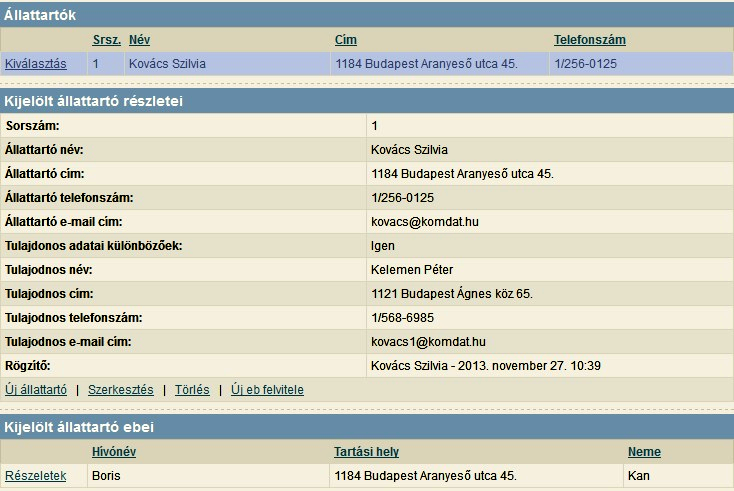 Állattartók
Srsz. Név Cím Telefonszám
Kiválasztás 1 Kovács Szilvia 1184 Budapest Aranyeső utca 45. 1/256-0125
Kijelölt állattartó részletei
Sorszám: 1
Állattartó név: Kovács Szilvia
Állattartó cím: 1184 Budapest Aranyeső utca 45.
Állattartó telefonszám: 1/256-0125
Állattartó e-mail cím: kovacs@komdat.hu
Tulajdonos adatai különbözőek: Igen
Tulajodnos név: Kelemen Péter
Tulajodnos cím: 1121 Budapest Ágnes köz 65.
Tulajodnos telefonszám: 1/568-6985
Tulajodnos e-mail cím: kovacs1@komdat.hu
Rögzítő: Kovács Szilvia - 2013. november 27. 10:39
Új állattartó | Szerkesztés | Törlés | Új eb felvitele
Kijelölt állattartó ebei
Hívónév Tartási hely Neme
Részeletek Boris 1184 Budapest Aranyeső utca 45. Kan